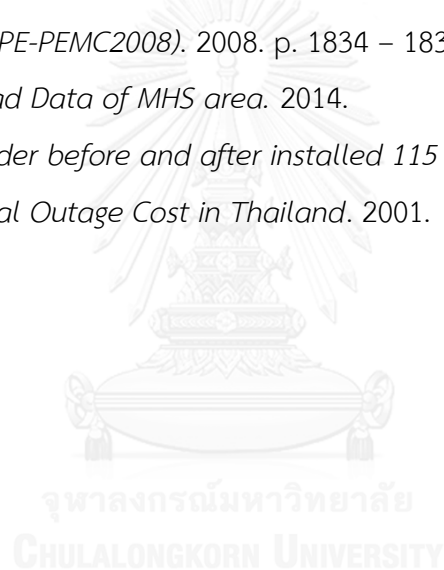 PE-PEMC2008). 2008. p. 1834 – 183
nd Data of MHS area. 2014.
der before and after installed 115
al Outage Cost in Thailand. 2001.
จุฬาลงกรณ์มหาวิทยาลัย
CHULALONGKORN UNIVERSITY